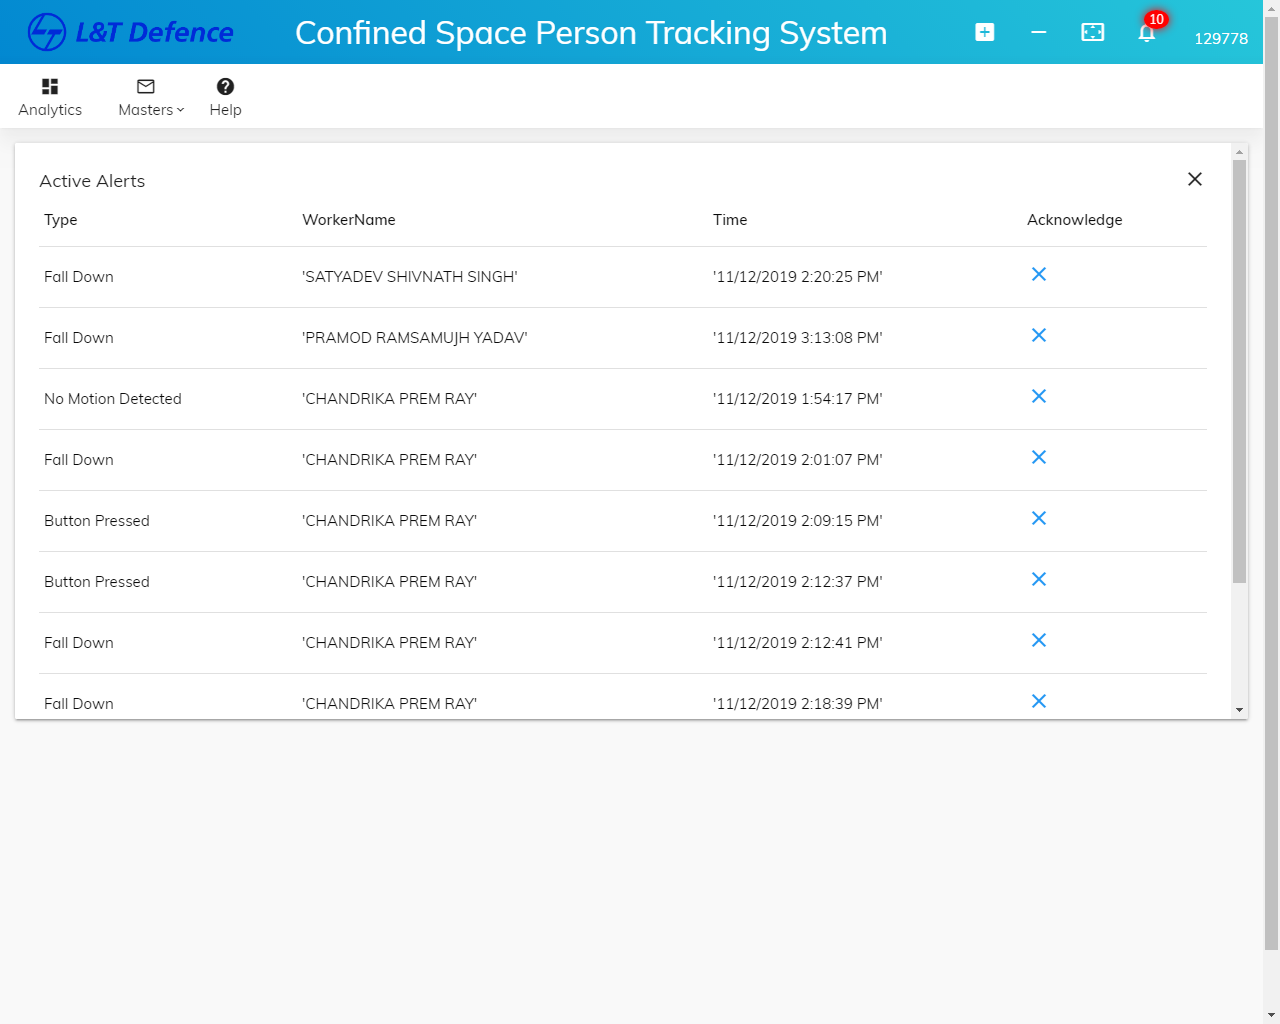 L&T Defence
Confined Space Person Tracking System
10
129778
Analytics
Masters
Help
Active Alerts
Type WorkerName Time Acknowledge
Fall Down 'SATYADEV SHIVNATH SINGH' '11/12/2019 2:20:25 PM'
Fall Down 'PRAMOD RAMSAMUJH YADAV' '11/12/2019 3:13:08 PM'
No Motion Detected 'CHANDRIKA PREM RAY' '11/12/2019 1:54:17 PM'
Fall Down 'CHANDRIKA PREM RAY' '11/12/2019 2:01:07 PM'
Button Pressed 'CHANDRIKA PREM RAY' '11/12/2019 2:09:15 PM'
Button Pressed 'CHANDRIKA PREM RAY' '11/12/2019 2:12:37 PM'
Fall Down 'CHANDRIKA PREM RAY' '11/12/2019 2:12:41 PM'
Fall Down 'CHANDRIKA PREM RAY' '11/12/2019 2:18:39 PM'